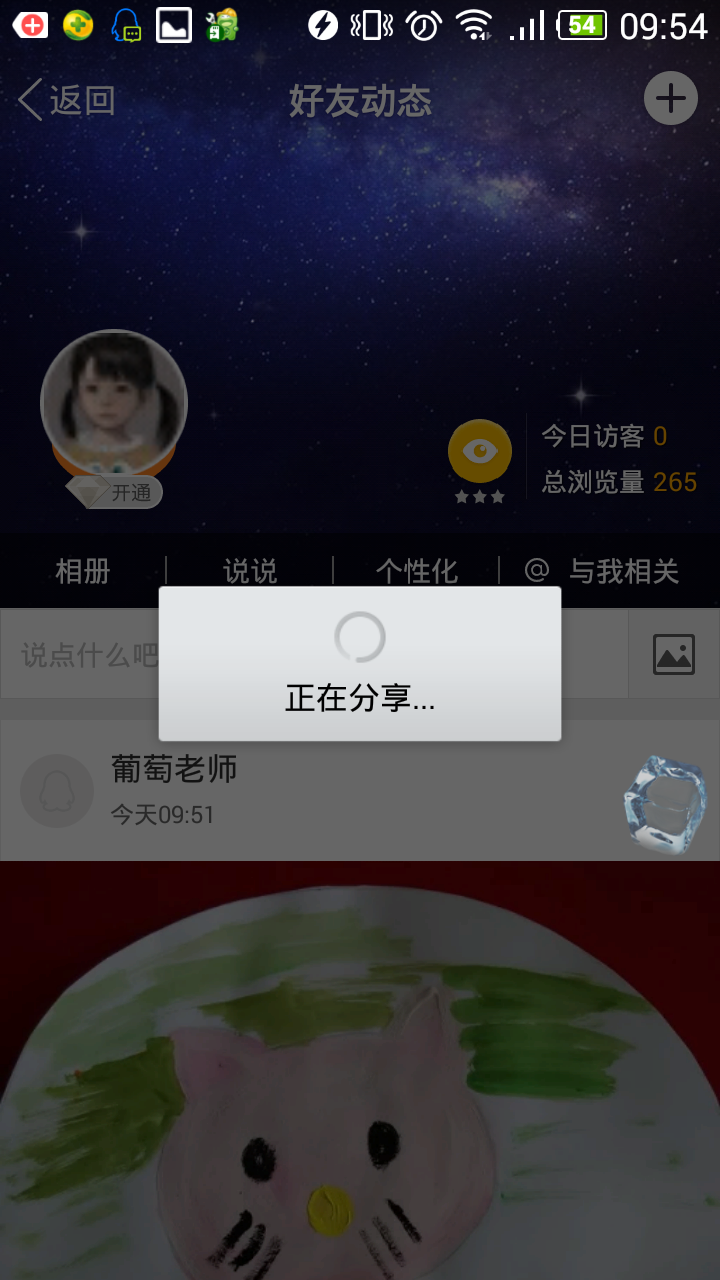 54 09:54
返回
好友动态
开通
今日访客 0
总浏览量 265
相册
说说
个性化
@ 与我相关
说点什么吧
正在分享...
葡萄老师
今天09:51